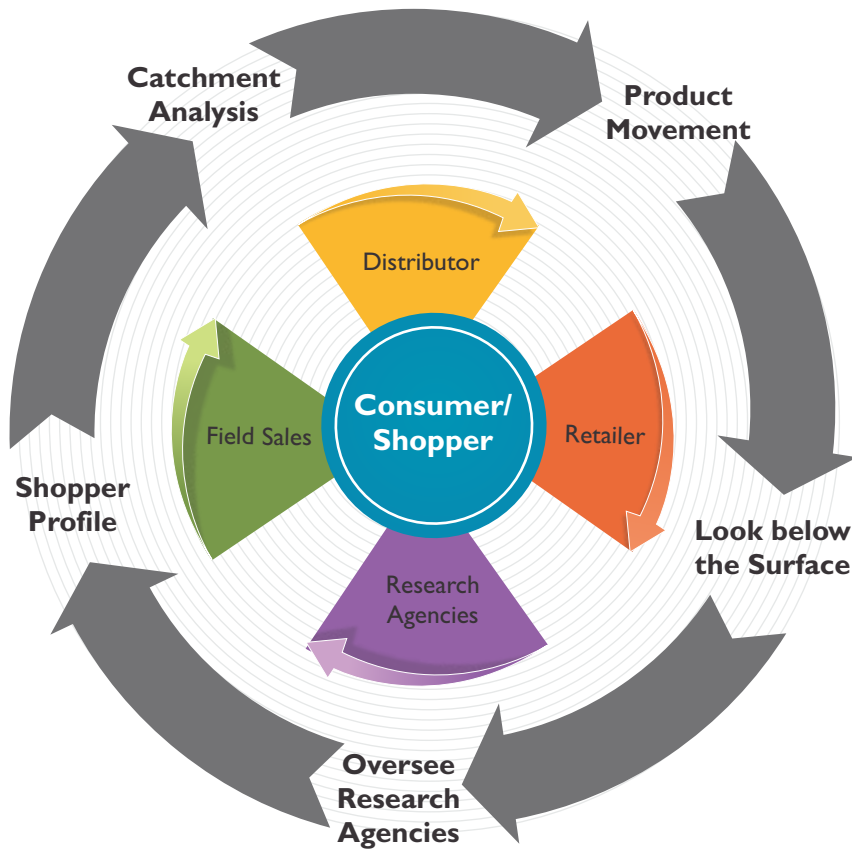 Catchment
Analysis
Product
Movement
Distributor
Consumer/
Shopper
Field Sales
Retailer
Shopper
Profile
Look below
the Surface
Research
Agencies
Oversee
Research
Agencies